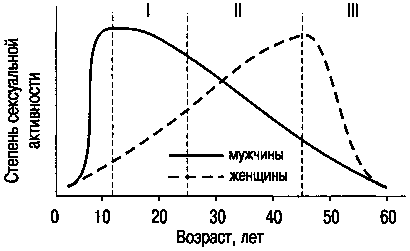 I II III
Степень сексуальной
активности
мужчины
женщины
0 10 20 30 40 50 60
Возраст, лет